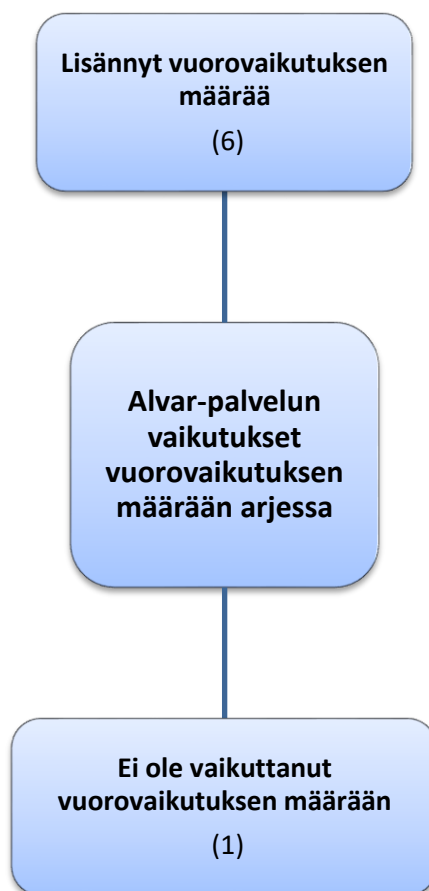 Lisännyt vuorovaikutuksen
määrää
(6)
Alvar-palvelun
vaikutukset
vuorovaikutuksen
määrään arjessa
Ei ole vaikuttanut
vuorovaikutuksen määrään
(1)